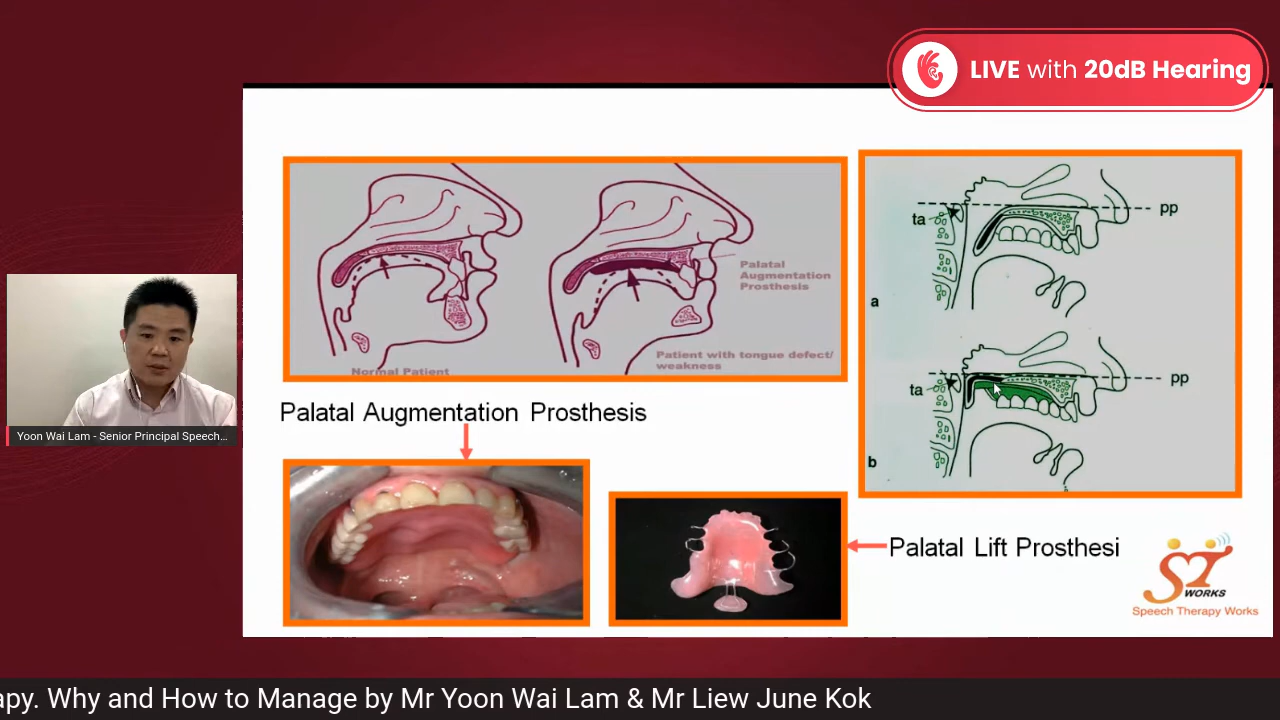 LIVE with 20dB Hearing
Palatal
Augmentation
Prosthesis
Patient with tongue defect/
weakness
Normal Patient
ta
pp
a
ta
pp
b
Palatal Augmentation Prosthesis
Palatal Lift Prosthesi
ST
WORKS
Speech Therapy Works
Yoon Wai Lam - Senior Principal Speech...
apy. Why and How to Manage by Mr Yoon Wai Lam & Mr Liew June Kok